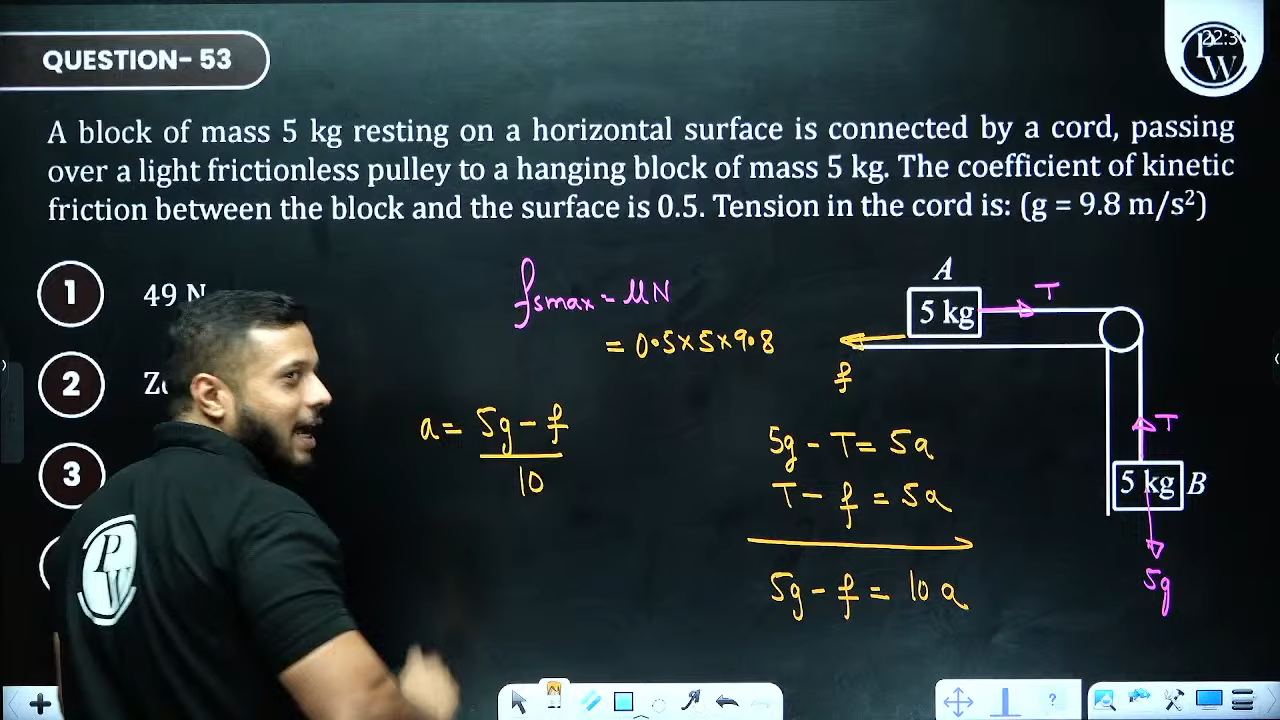 QUESTION- 53
A block of mass 5 kg resting on a horizontal surface is connected by a cord, passing
over a light frictionless pulley to a hanging block of mass 5 kg. The coefficient of kinetic
friction between the block and the surface is 0.5. Tension in the cord is: (g = 9.8 m/s²)
1 49 N
2
3
fsmax = μN
= 0.5×5×9.8
a = 5g - f
10
A
5 kg
T
f
5g - T = 5a
T - f = 5a
5g - f = 10a
T
5 kg B
5g
PW
PW